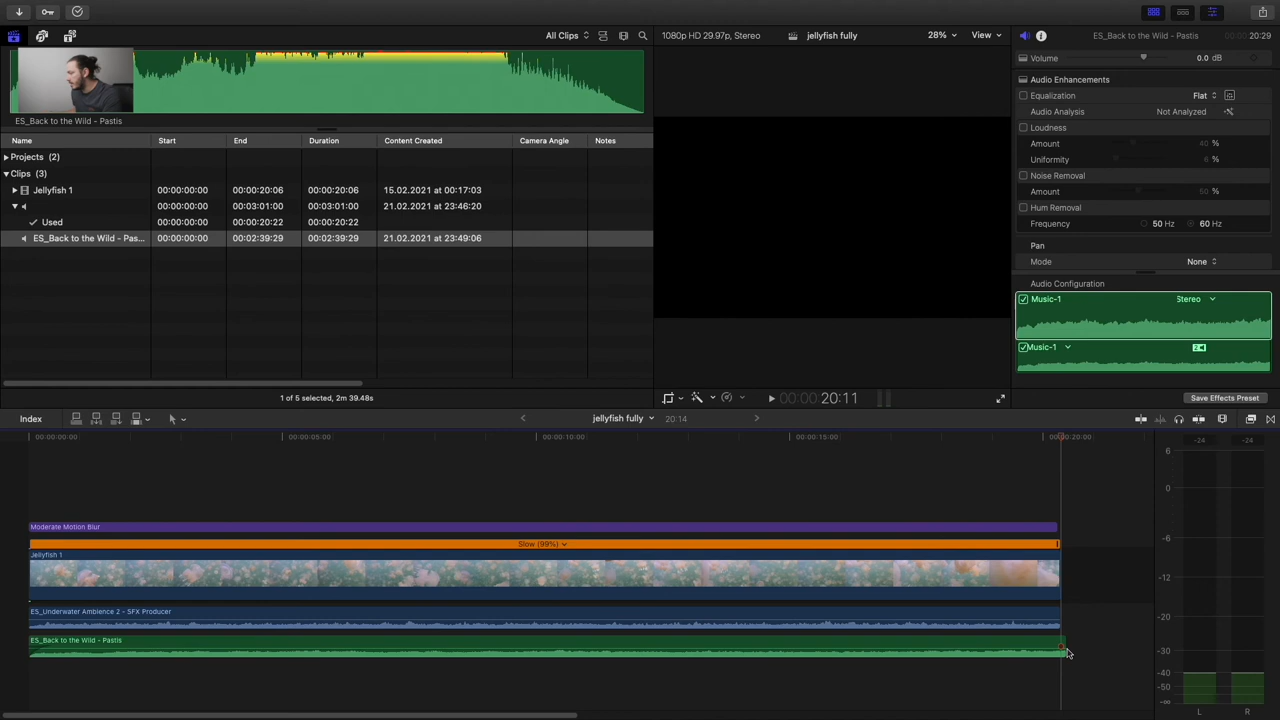 All Clips
1080p HD 29.97p, Stereo
jellyfish fully
28%
View
ES_Back to the Wild - Pastis
20:29
Volume
0.0 dB
Audio Enhancements
Equalization
Flat
Audio Analysis
Not Analyzed
Loudness
Amount
40 %
Uniformity
6 %
Noise Removal
Amount
50 %
Hum Removal
Frequency
50 Hz
60 Hz
Pan
Mode
None
Audio Configuration
Music-1
Stereo
Music-1
Save Effects Preset
ES_Back to the Wild - Pastis
Name Start End Duration Content Created Camera Angle Notes
Projects (2)
Clips (3)
Jellyfish 1 00:00:00:00 00:00:20:06 00:00:20:06 15.02.2021 at 00:17:03
00:00:00:00 00:03:01:00 00:03:01:00 21.02.2021 at 23:46:20
Used 00:00:00:00 00:00:20:22 00:00:20:22
ES_Back to the Wild - Pas... 00:00:00:00 00:02:39:29 00:02:39:29 21.02.2021 at 23:49:06
1 of 5 selected, 2m 39.48s
00:00:00:20:11
Index
jellyfish fully
20:14
00:00:00:00 00:00:05:00 00:00:10:00 00:00:15:00 00:00:20:00
Moderate Motion Blur
Slow (99%)
Jellyfish 1
ES_Underwater Ambience 2 - SFX Producer
ES_Back to the Wild - Pastis
-24 -24
6
0
-6
-12
-20
-30
-40
-50
-∞
L R